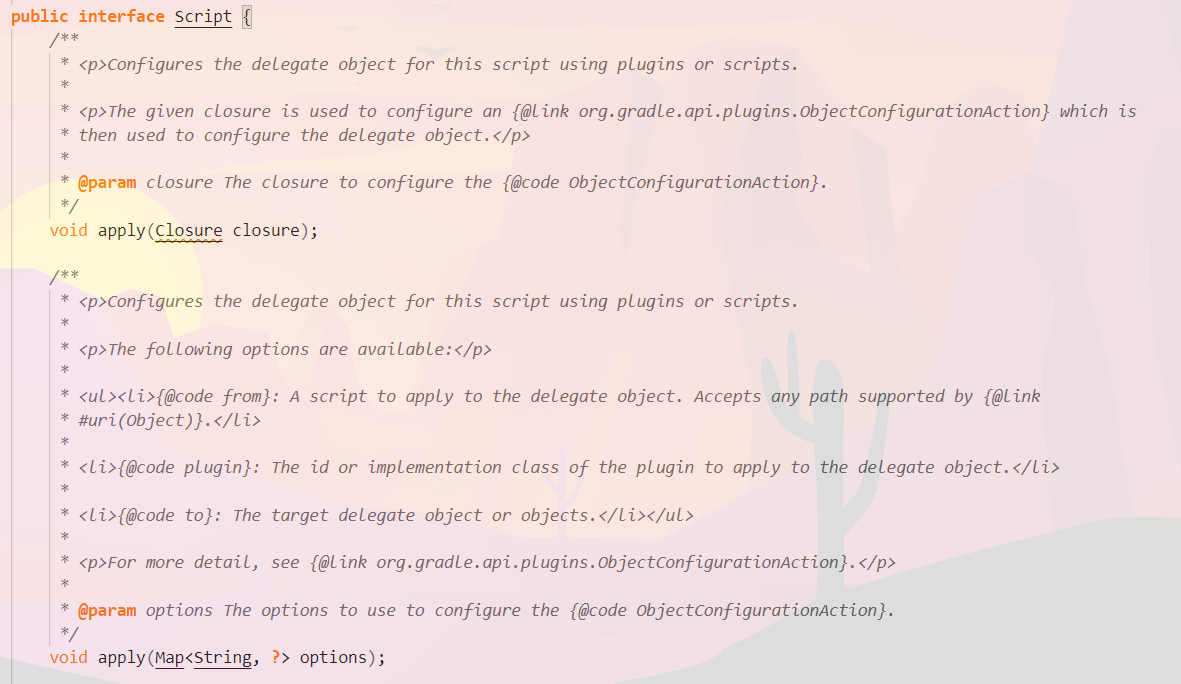 public interface Script {
/**
* <p>Configures the delegate object for this script using plugins or scripts.
*
* <p>The given closure is used to configure an {@link org.gradle.api.plugins.ObjectConfigurationAction} which is
* then used to configure the delegate object.</p>
*
* @param closure The closure to configure the {@code ObjectConfigurationAction}.
*/
void apply(Closure closure);
/**
* <p>Configures the delegate object for this script using plugins or scripts.
*
* <p>The following options are available:</p>
*
* <ul><li>{@code from}: A script to apply to the delegate object. Accepts any path supported by {@link
* #uri(Object)}.</li>
*
* <li>{@code plugin}: The id or implementation class of the plugin to apply to the delegate object.</li>
*
* <li>{@code to}: The target delegate object or objects.</li></ul>
*
* <p>For more detail, see {@link org.gradle.api.plugins.ObjectConfigurationAction}.</p>
*
* @param options The options to use to configure the {@code ObjectConfigurationAction}.
*/
void apply(Map<String, ?> options);